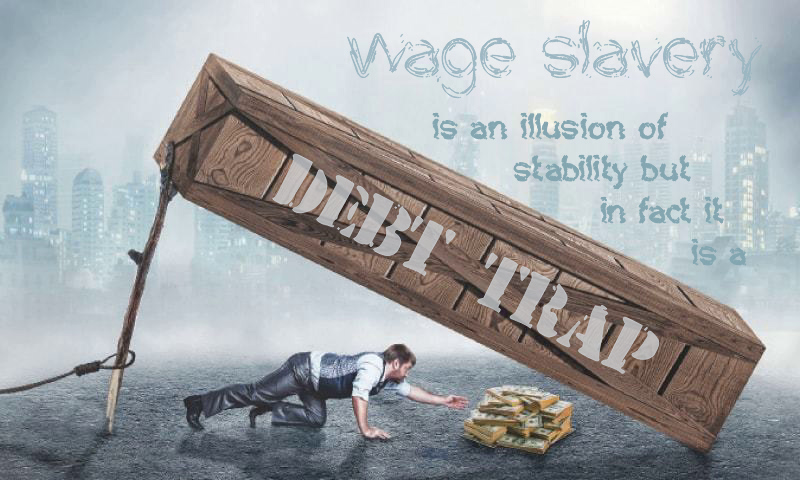 Wage slavery
is an illusion of
stability but
in fact it
is a
DEBT TRAP